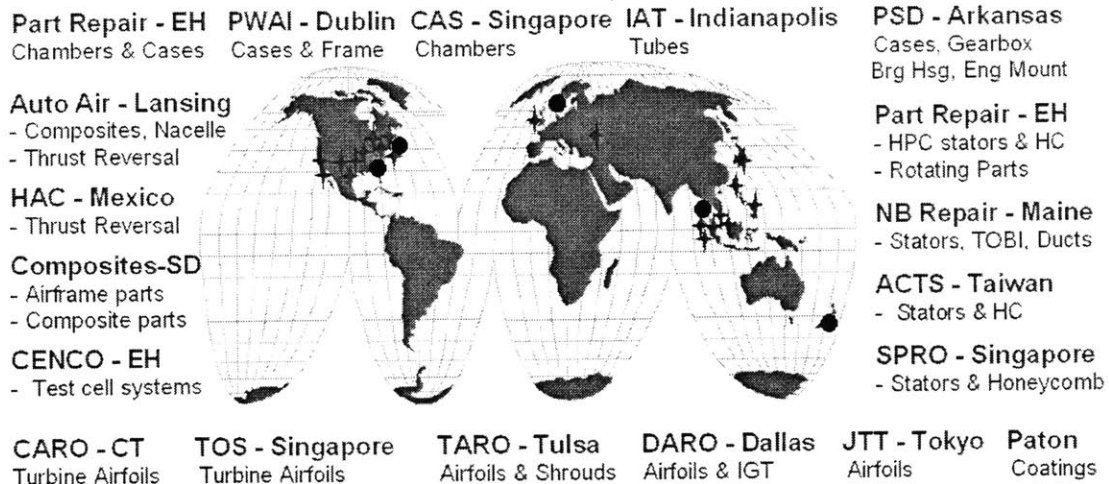 Part Repair - EH
Chambers & Cases
PWAI - Dublin
Cases & Frame
CAS - Singapore
Chambers
IAT - Indianapolis
Tubes
PSD - Arkansas
Cases, Gearbox
Brg Hsg, Eng Mount
Auto Air - Lansing
- Composites, Nacelle
- Thrust Reversal
HAC - Mexico
- Thrust Reversal
Composites-SD
- Airframe parts
- Composite parts
CENCO - EH
- Test cell systems
Part Repair - EH
- HPC stators & HC
- Rotating Parts
NB Repair - Maine
- Stators, TOBI, Ducts
ACTS - Taiwan
- Stators & HC
SPRO - Singapore
- Stators & Honeycomb
CARO - CT
Turbine Airfoils
TOS - Singapore
Turbine Airfoils
TARO - Tulsa
Airfoils & Shrouds
DARO - Dallas
Airfoils & IGT
JTT - Tokyo
Airfoils
Paton
Coatings